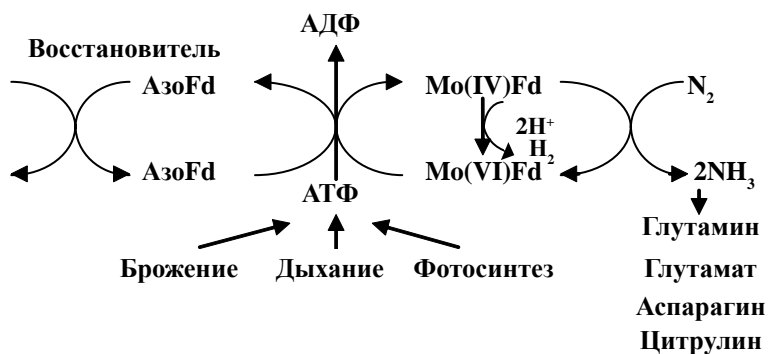 АДФ
Восстановитель
АзоFd
Mo(IV)Fd
N₂
2H⁺
H₂
АзоFd
Mo(VI)Fd
2NH₃
АТФ
Глутамин
Брожение Дыхание Фотосинтез
Глутамат
Аспарагин
Цитрулин